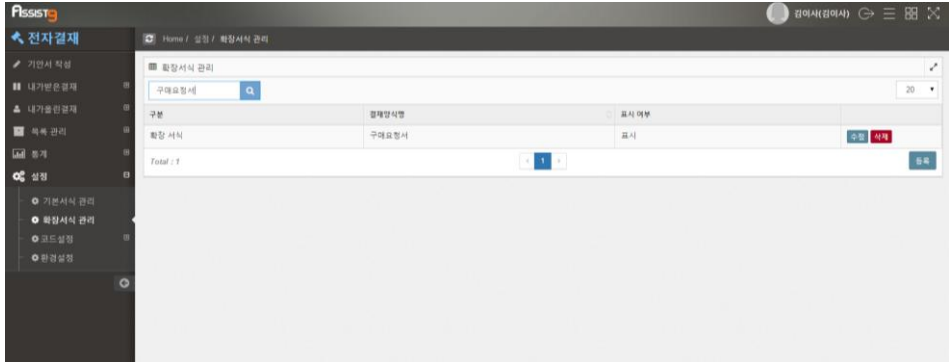 Assist9
김이사(김이사)
전자결재
Home / 설정 / 확장서식 관리
기안서 작성
내가받은결재
내가올린결재
목록 관리
통계
설정
기본서식 관리
확장서식 관리
코드설정
환경설정
확장서식 관리
구매요청서
20
구분 결재양식명 표시 여부
확장 서식 구매요청서 표시 수정 삭제
Total : 1 1 등록